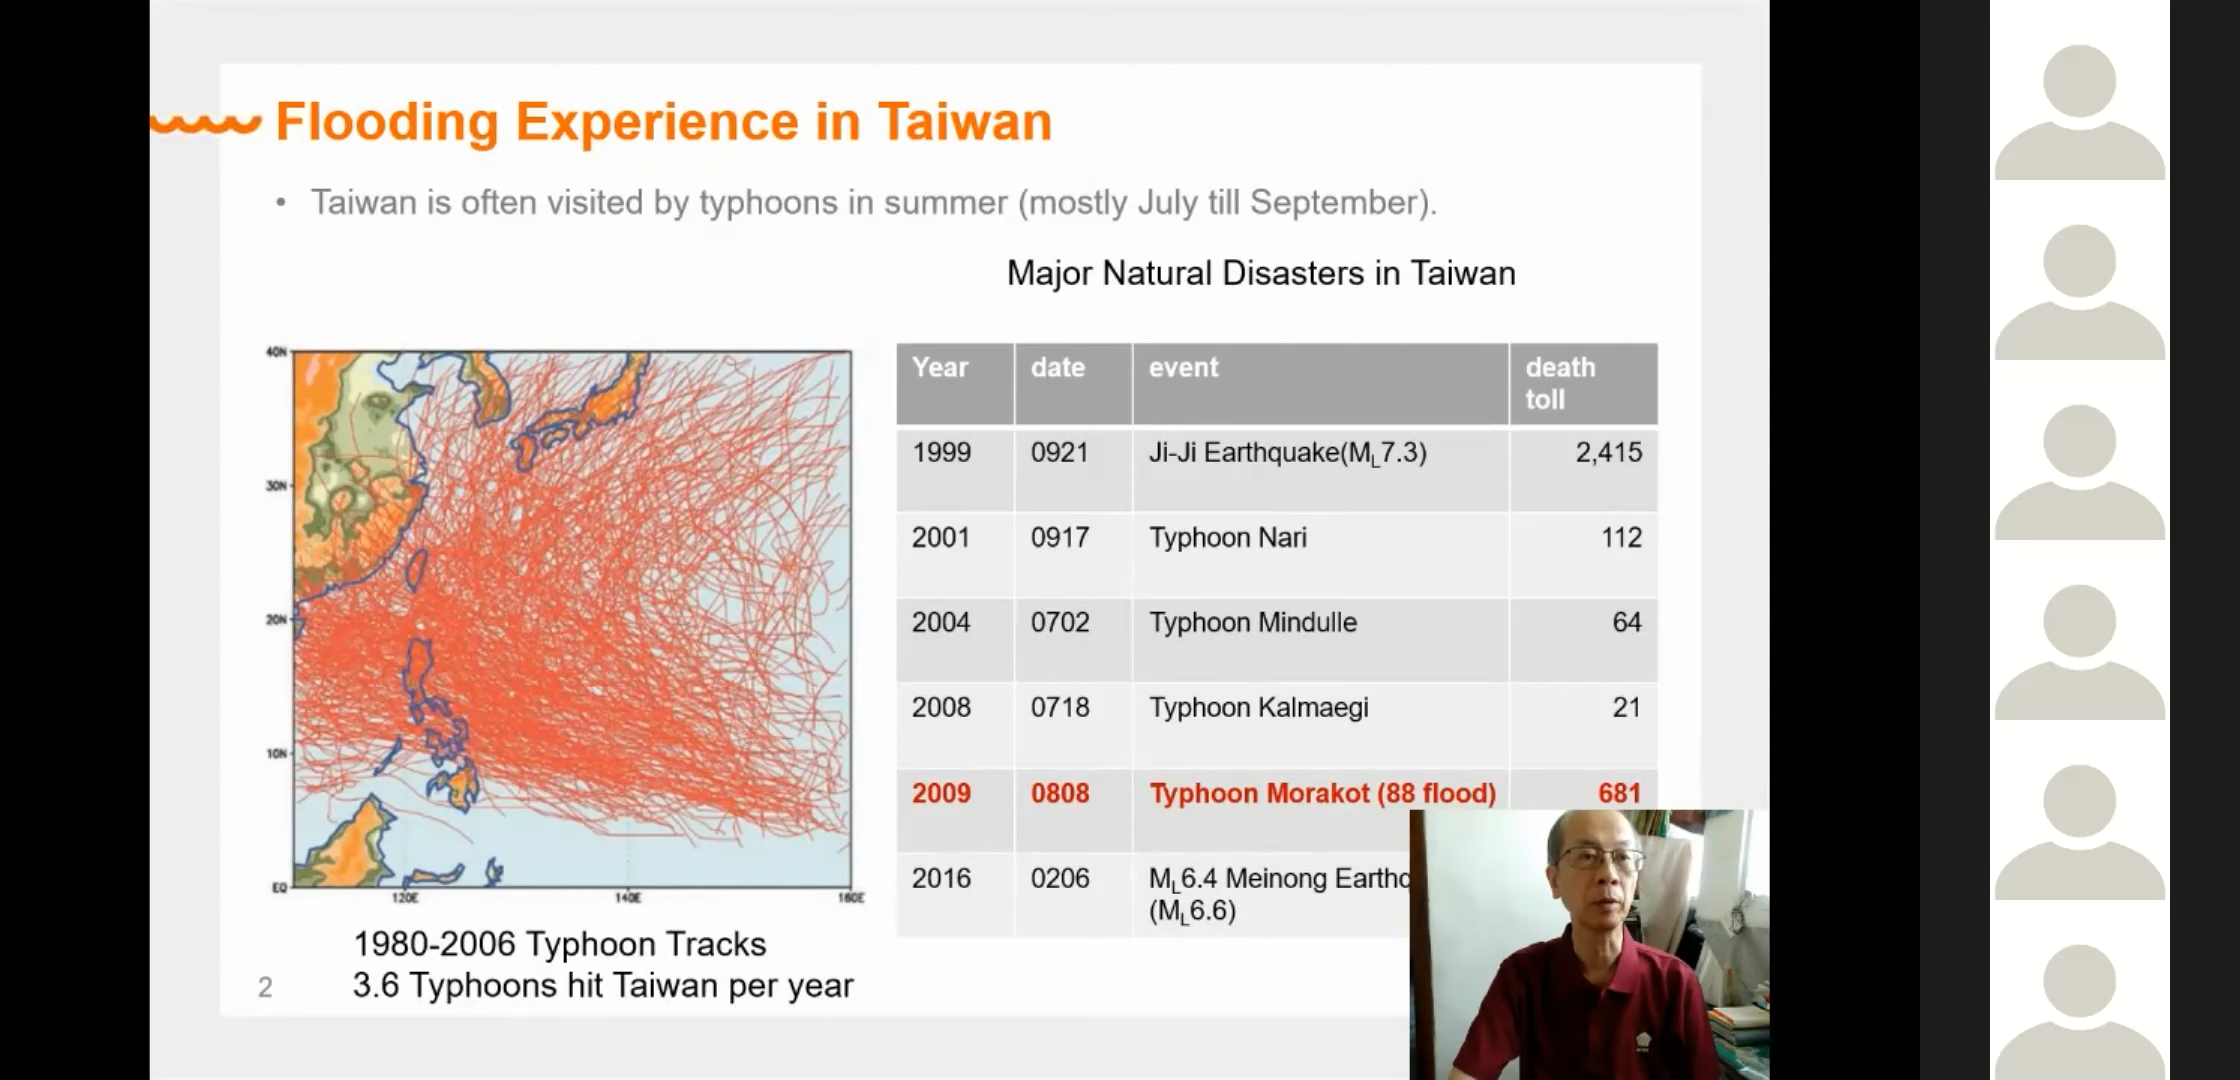 Flooding Experience in Taiwan
• Taiwan is often visited by typhoons in summer (mostly July till September).
Major Natural Disasters in Taiwan
40N
30N
20N
10N
EQ
120E 140E 160E
1980-2006 Typhoon Tracks
3.6 Typhoons hit Taiwan per year
2
Year date event death toll
1999 0921 Ji-Ji Earthquake(ML7.3) 2,415
2001 0917 Typhoon Nari 112
2004 0702 Typhoon Mindulle 64
2008 0718 Typhoon Kalmaegi 21
2009 0808 Typhoon Morakot (88 flood) 681
2016 0206 ML6.4 Meinong
(ML6.6)